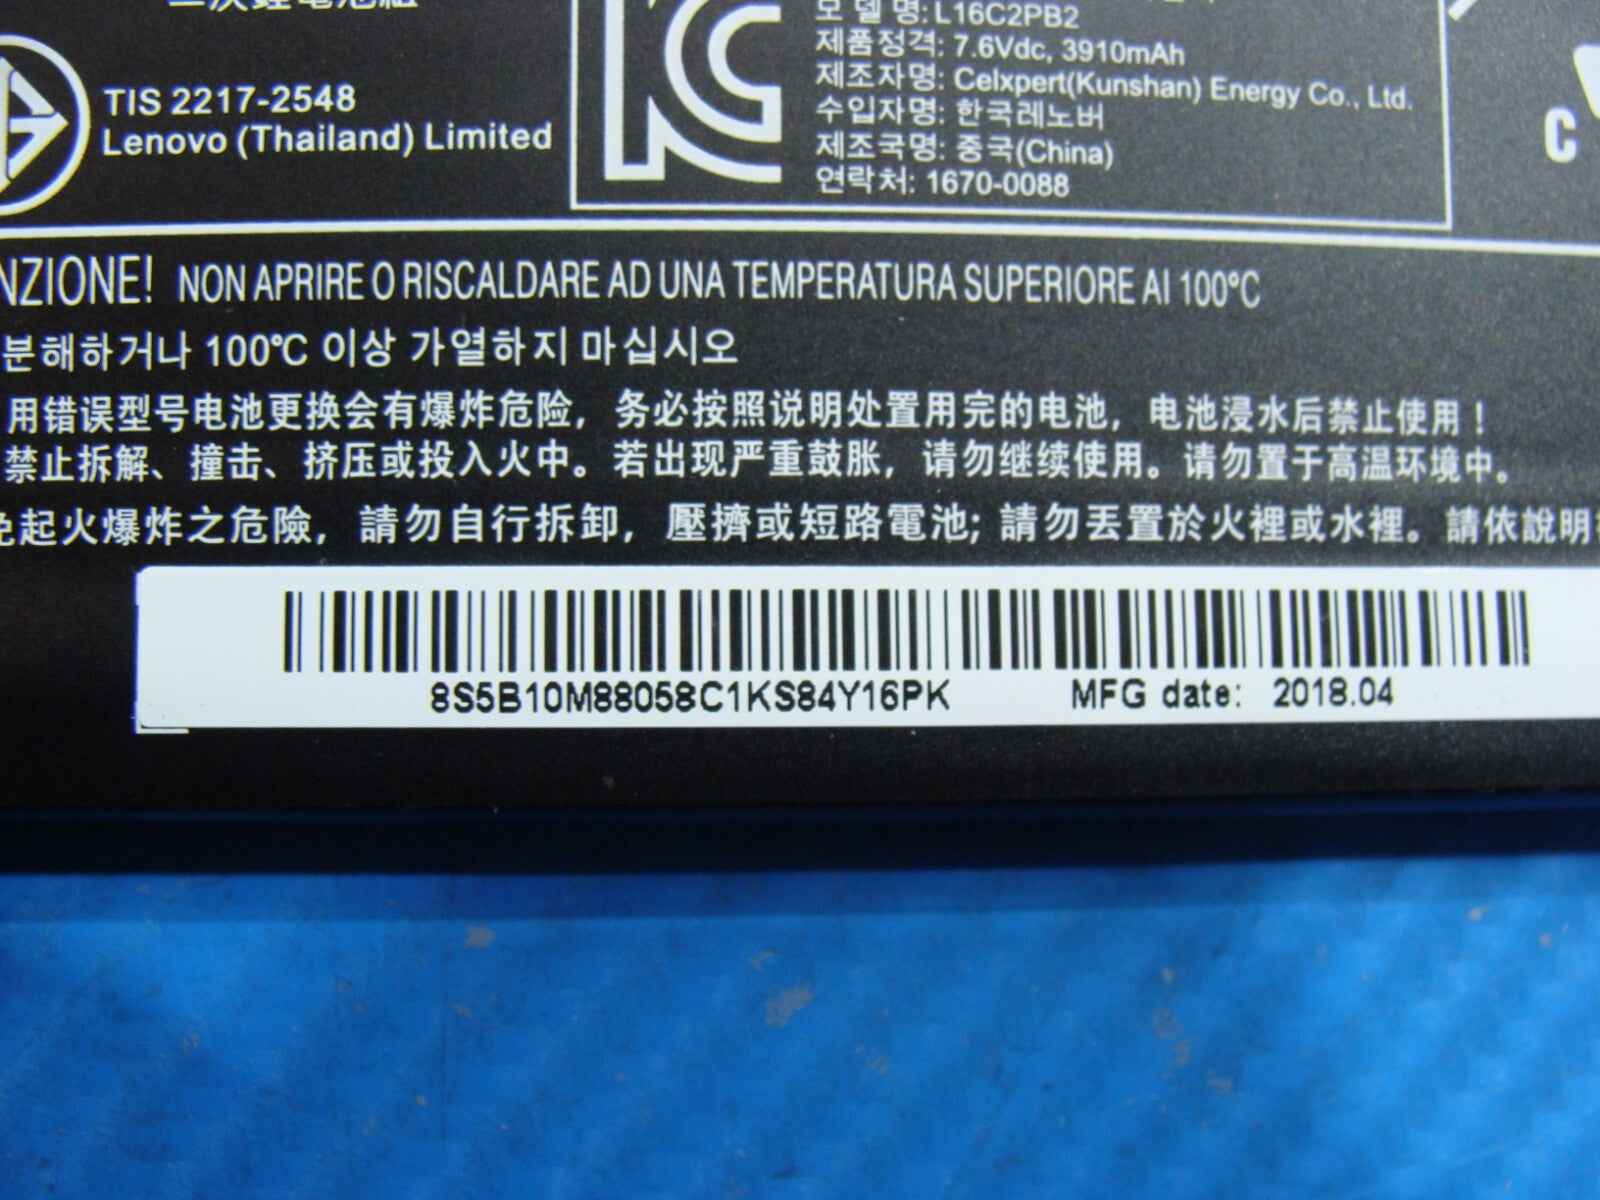 二次鋰電池組
TIS 2217-2548
Lenovo (Thailand) Limited
모 델 명: L16C2PB2
제품정격: 7.6Vdc, 3910mAh
제조자명: Celxpert(Kunshan) Energy Co., Ltd.
수입자명: 한국레노버
제조국명: 중국(China)
연락처: 1670-0088
C
NZIONE! NON APRIRE O RISCALDARE AD UNA TEMPERATURA SUPERIORE AI 100°C
분해하거나 100℃ 이상 가열하지 마십시오
用错误型号电池更换会有爆炸危险，务必按照说明处置用完的电池，电池浸水后禁止使用！
禁止拆解、撞击、挤压或投入火中。若出现严重鼓胀，请勿继续使用。请勿置于高温环境中。
免起火爆炸之危險，請勿自行拆卸，壓擠或短路電池; 請勿丟置於火裡或水裡。請依說明
8S5B10M88058C1KS84Y16PK MFG date: 2018.04